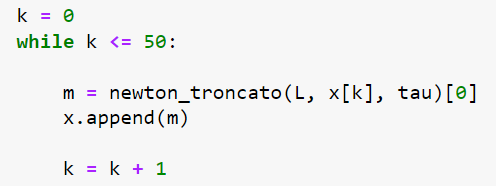 k = 0
while k <= 50:
    m = newton_troncato(L, x[k], tau)[0]
    x.append(m)
    k = k + 1